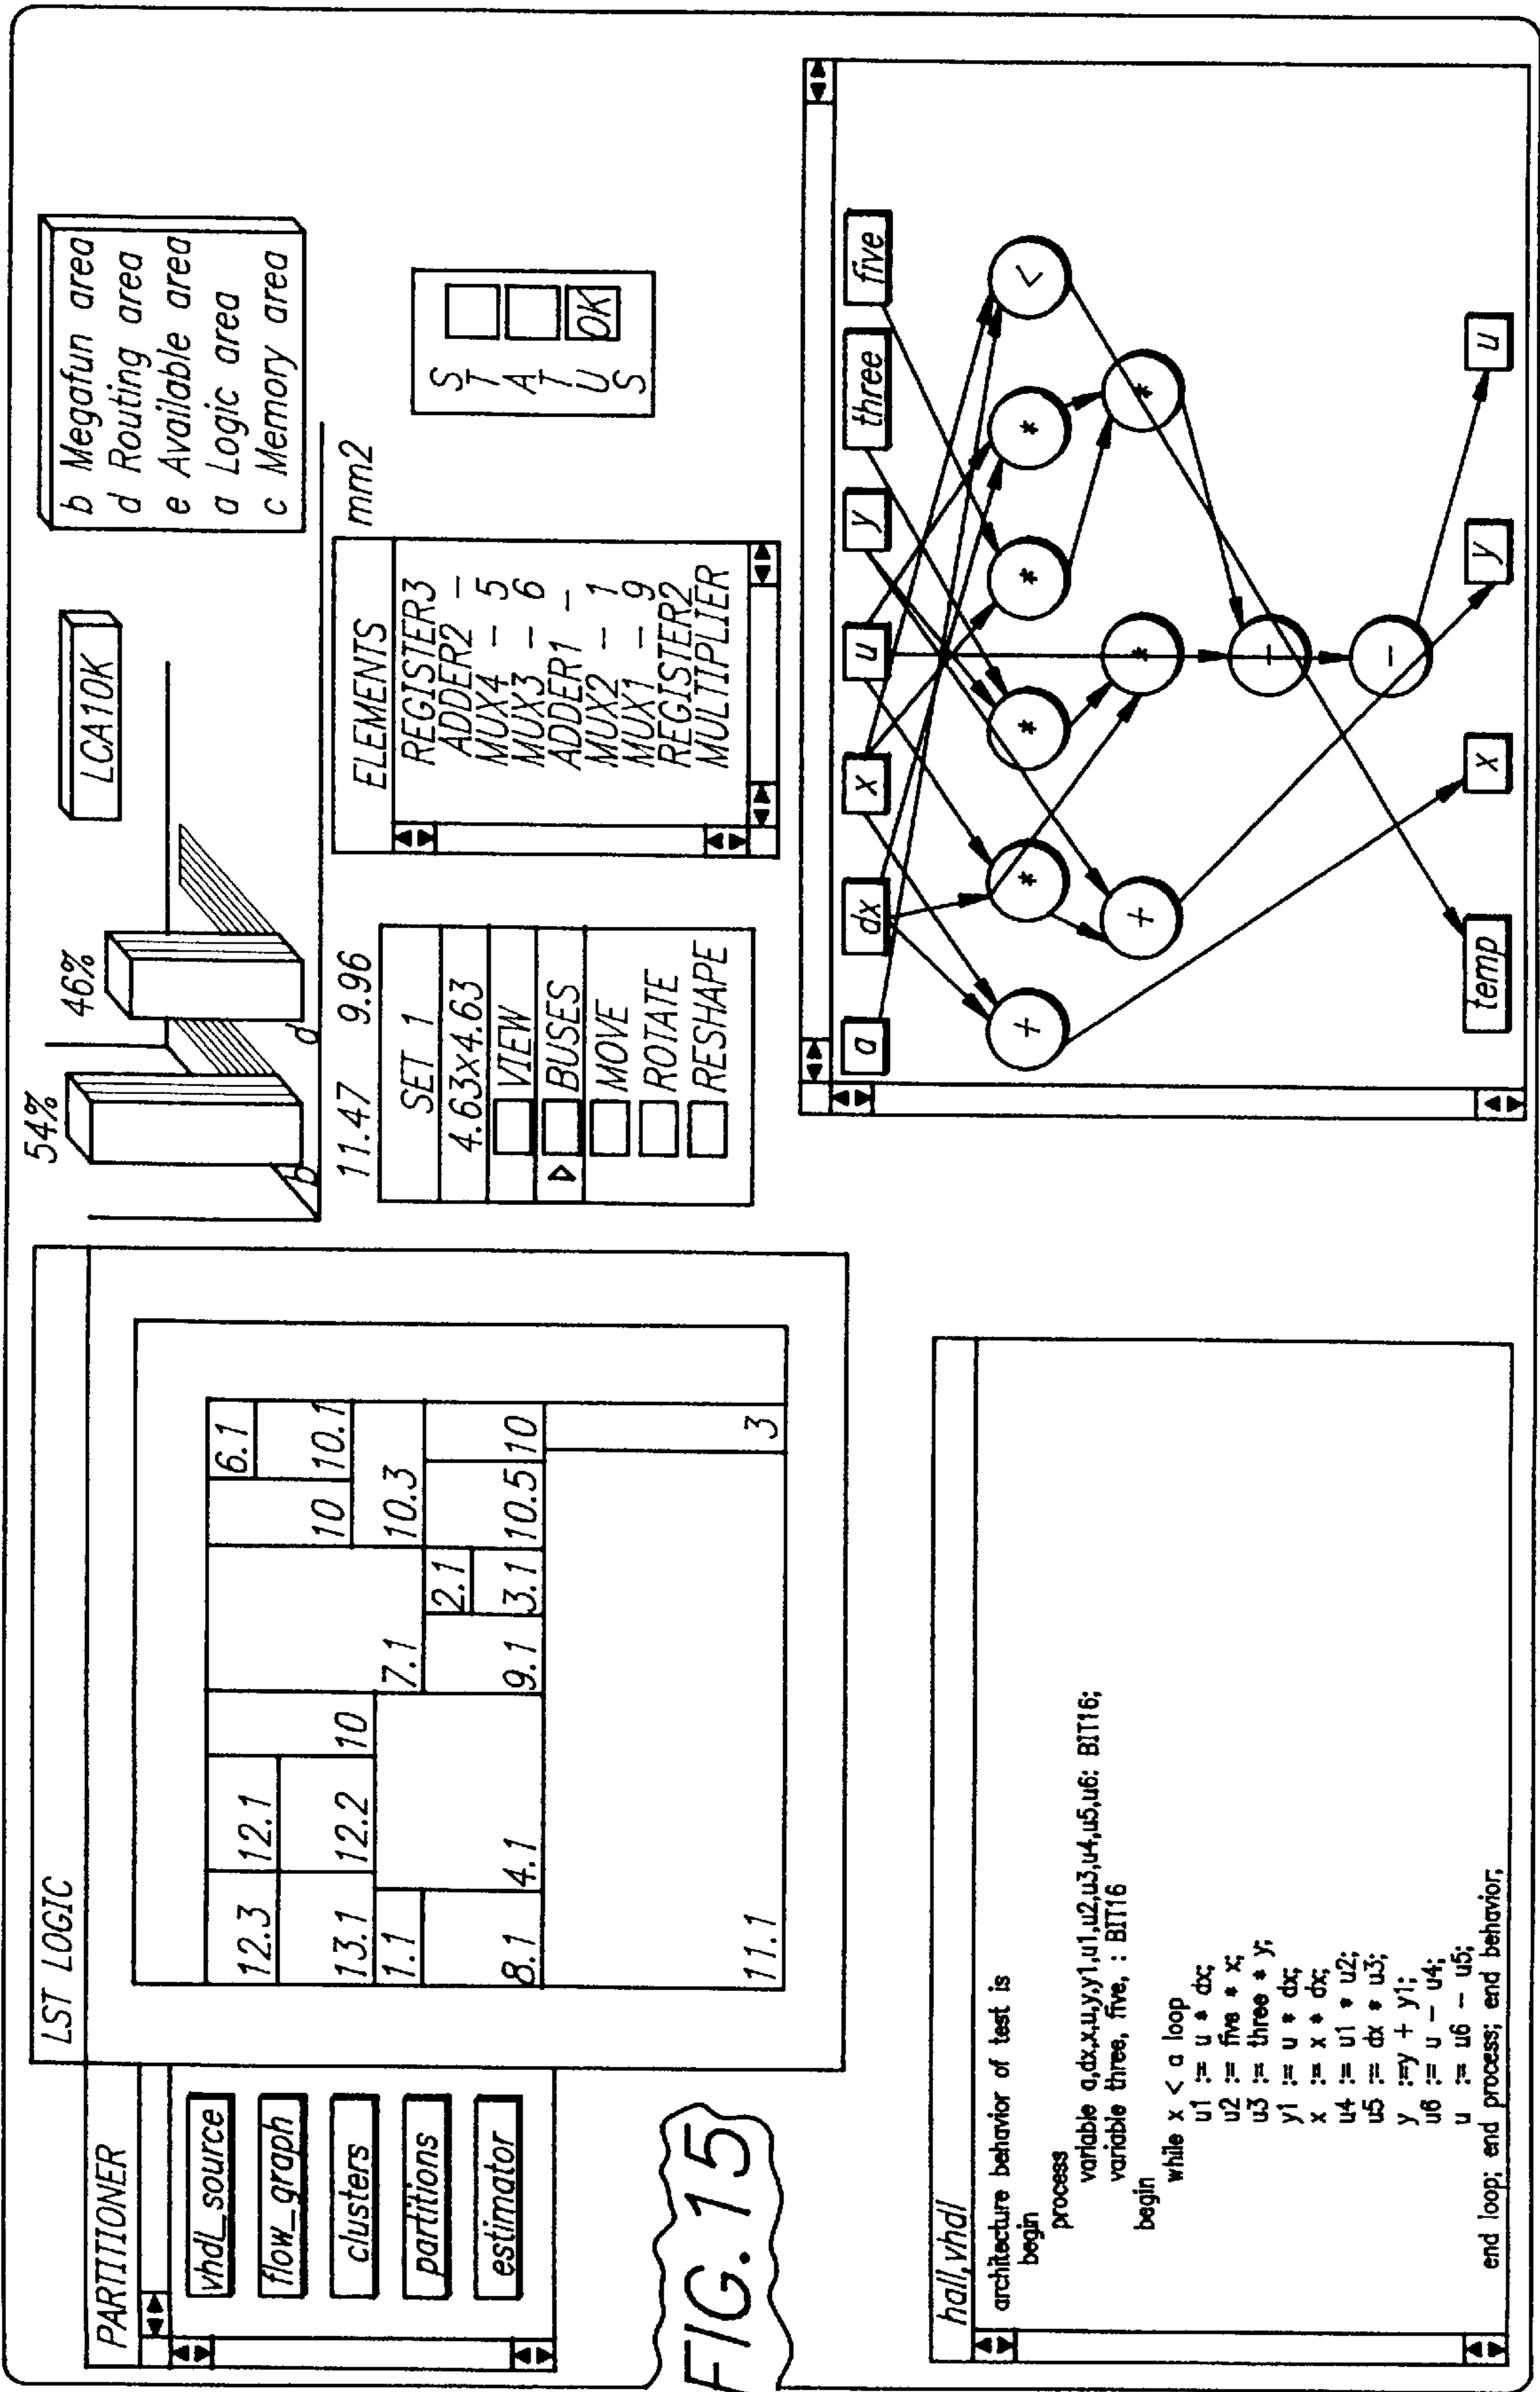 PARTITIONER
vhdl_source
flow_graph
clusters
partitions
estimator
FIG. 15
LST LOGIC
12.3
12.1
6.1
13.1
12.2
10
10
10.1
1.1
7.1
10.3
2.1
8.1
4.1
9.1
3.1
10.5
10
11.1
3
54%
46%
b
d
LCA10K
b Megafun area
d Routing area
e Available area
a Logic area
c Memory area
11.47
9.96
mm2
SET 1
4.63x4.63
VIEW
BUSES
MOVE
ROTATE
RESHAPE
ELEMENTS
REGISTER3
ADDER2 -
MUX4 - 5
MUX3 - 6
ADDER1 -
MUX2 - 1
MUX1 - 9
REGISTER2
MULTIPLIER
STATUS
OK
hall,vhdl
architecture behavior of test is
begin
process
variable a,dx,x,u,y,y1,u1,u2,u3,u4,u5,u6: BIT16;
variable three, five, : BIT16
begin
while x < a loop
u1 := u * dx;
u2 := five * x;
u3 := three * y;
y1 := u * dx;
x := x * dx;
u4 := u1 * u2;
u5 := dx * u3;
y :=y + y1;
u6 := u - u4;
u := u6 - u5;
end loop; end process; end behavior;
a
dx
x
u
y
three
five
+
*
*
*
*
<
+
*
*
-
-
temp
x
y
u